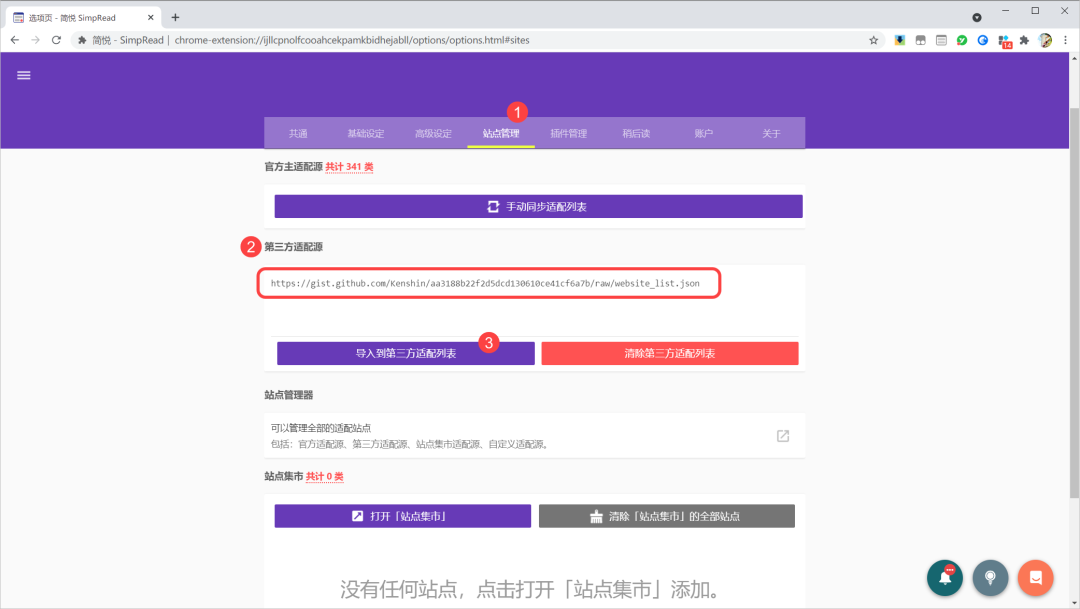 选项页 - 简悦 SimpRead
简悦 - SimpRead | chrome-extension://ijllcpnolfcooahcekpamkbidhejabll/options/options.html#sites
14
1
共通 基础设定 高级设定 站点管理 插件管理 稍后读 账户 关于
官方主适配源 共计 341 类
手动同步适配列表
2 第三方适配源
https://gist.github.com/Kenshin/aa3188b22f2d5dcd130610ce41cf6a7b/raw/website_list.json
3
导入到第三方适配列表 清除第三方适配列表
站点管理器
可以管理全部的适配站点
包括：官方适配源、第三方适配源、站点集市适配源、自定义适配源。
站点集市 共计 0 类
打开「站点集市」 清除「站点集市」的全部站点
没有任何站点，点击打开「站点集市」添加。